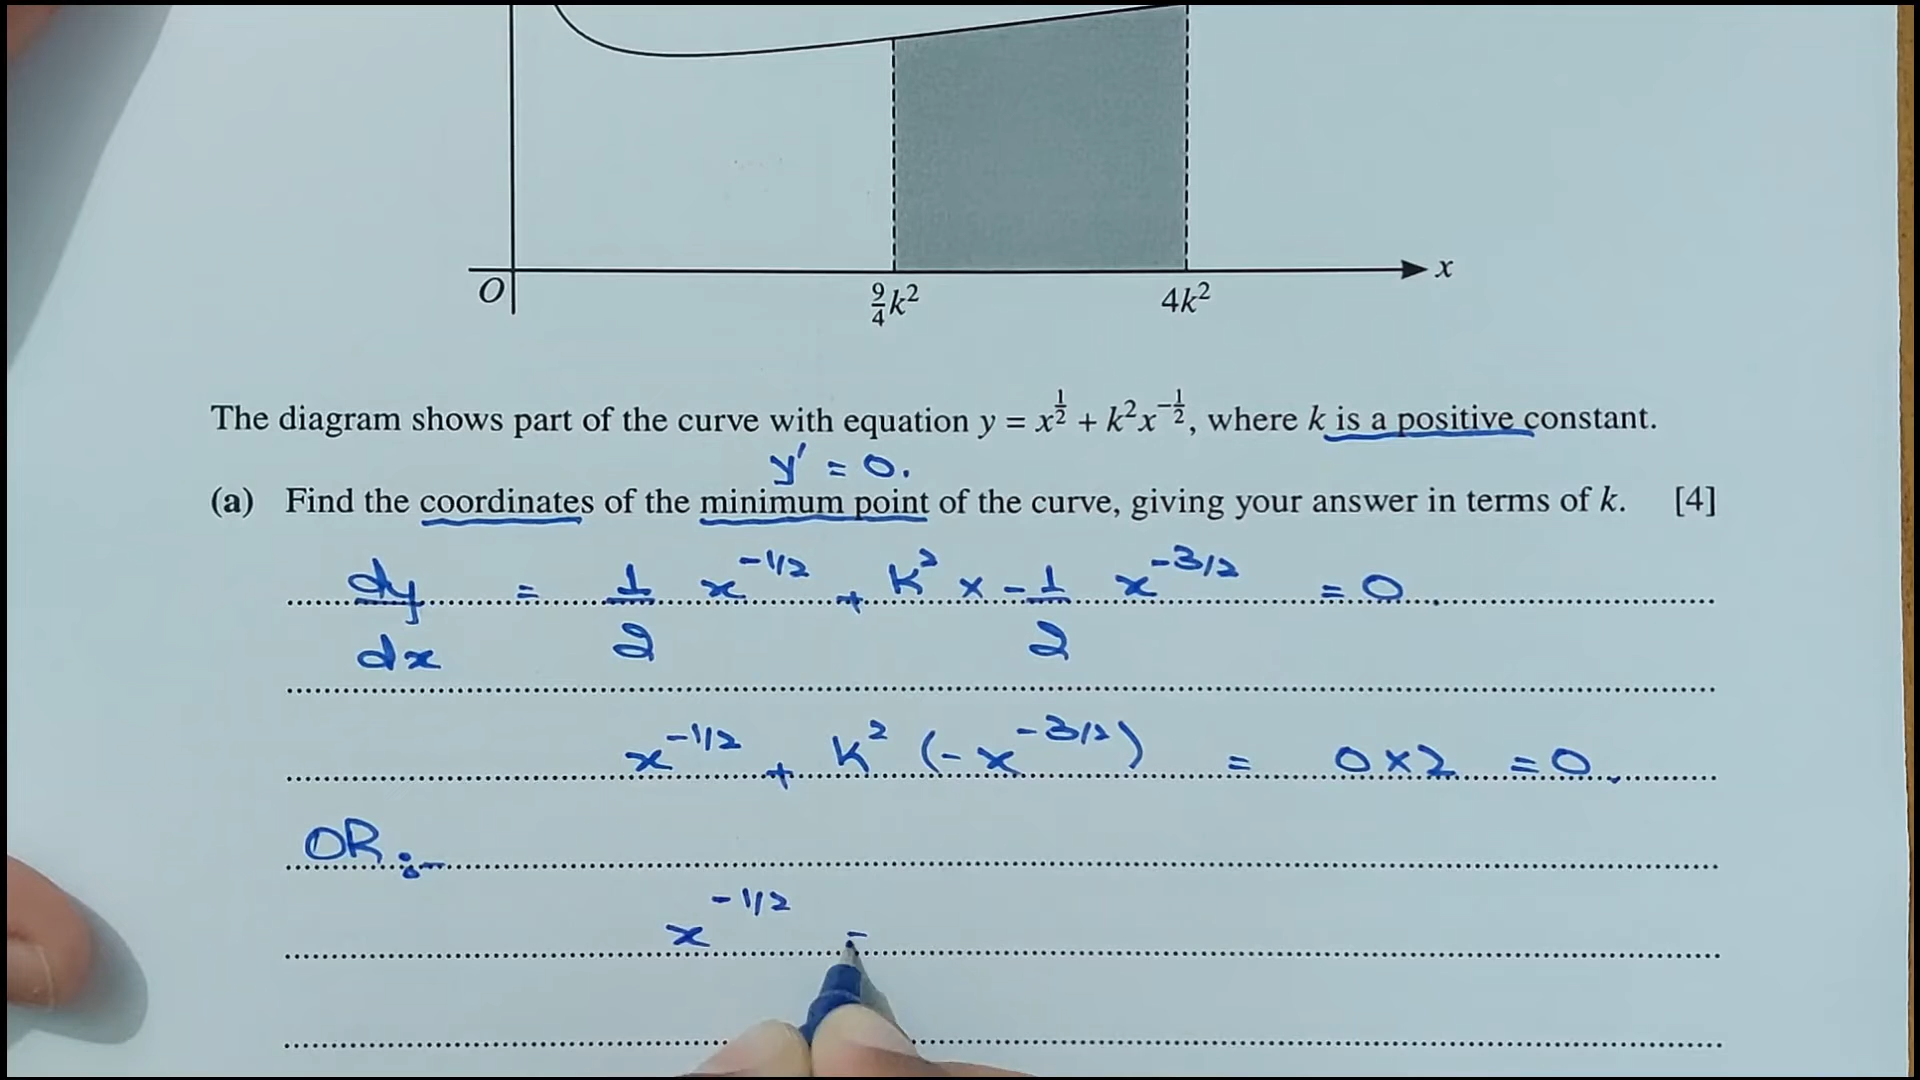 x
O
9/4 k²
4k²
The diagram shows part of the curve with equation y = x^{1/2} + k²x^{-1/2}, where k is a positive constant.
y' = 0.
(a) Find the coordinates of the minimum point of the curve, giving your answer in terms of k. [4]
dy/dx = 1/2 x^{-1/2} + k² × -1/2 x^{-3/2} = 0.
x^{-1/2} + k² (-x^{-3/2}) = 0×2 = 0.
OR:-
x^{-1/2} =